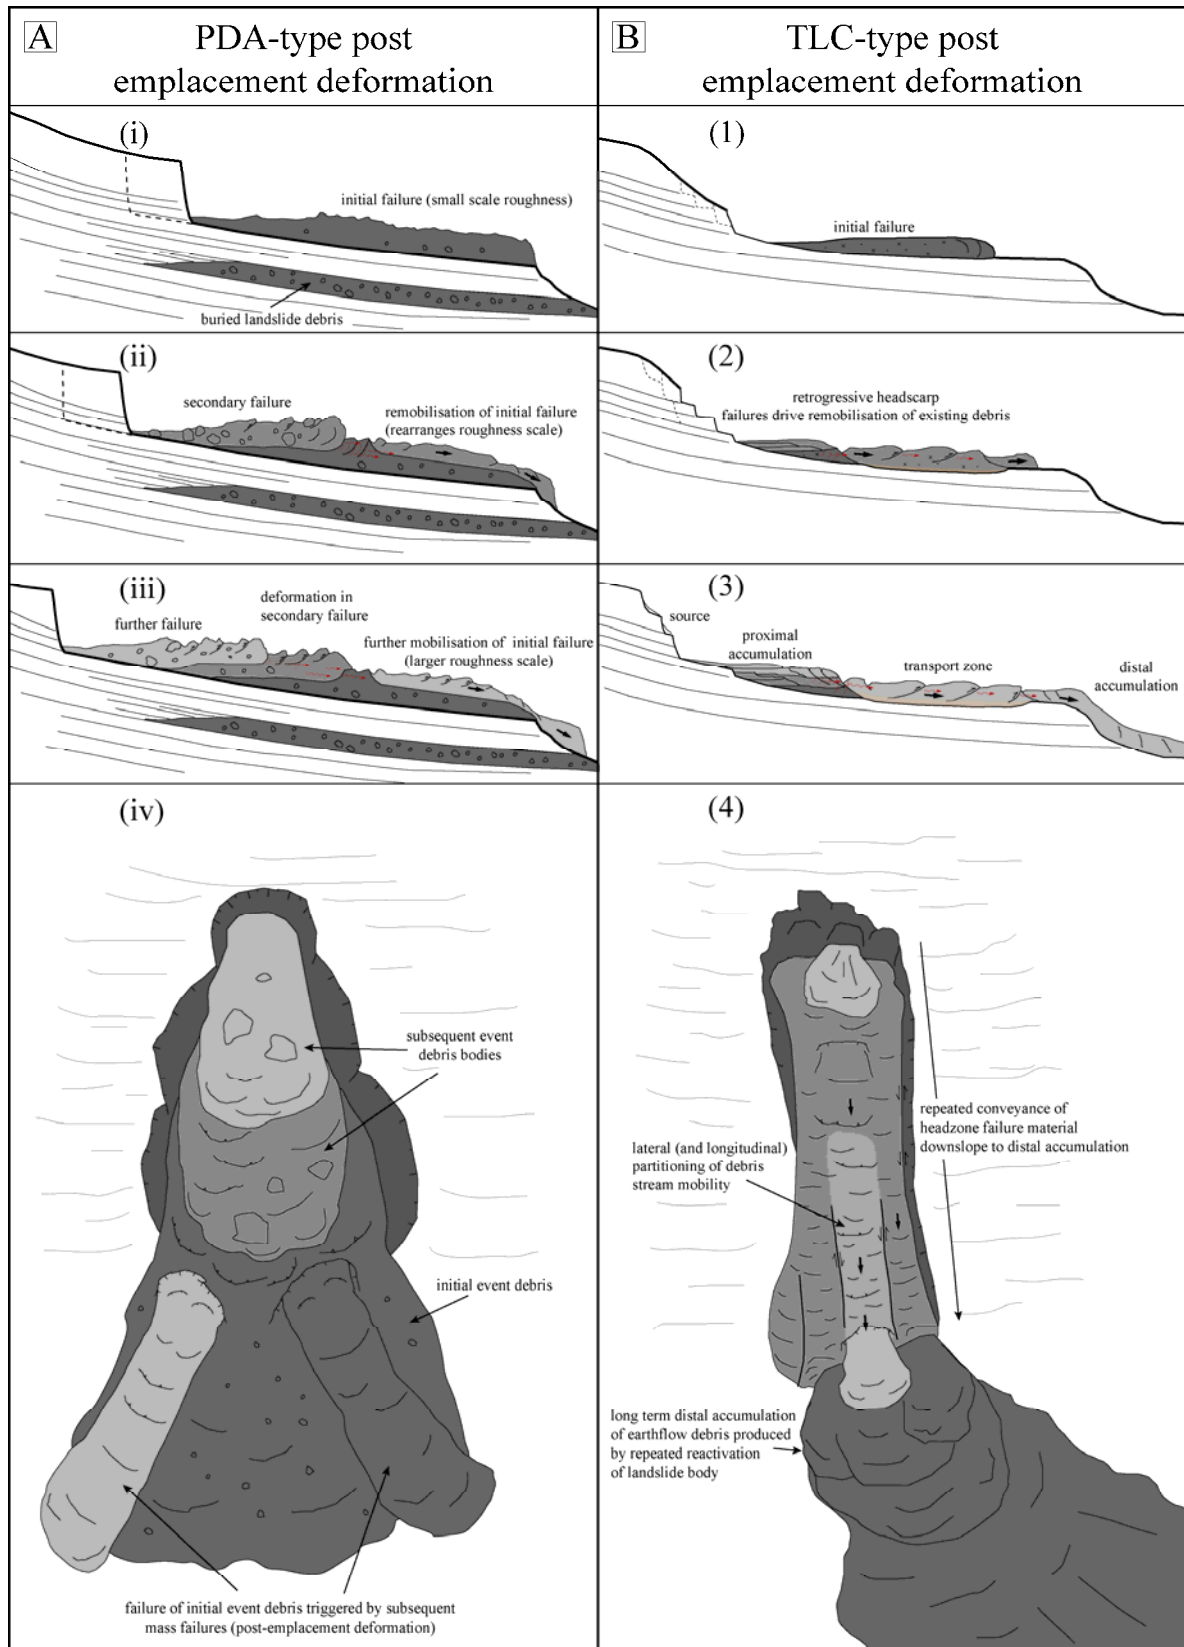 A
PDA-type post
emplacement deformation
(i)
initial failure (small scale roughness)
buried landslide debris
(ii)
secondary failure
remobilisation of initial failure
(rearranges roughness scale)
(iii)
deformation in
secondary failure
further failure
further mobilisation of initial failure
(larger roughness scale)
(iv)
subsequent event
debris bodies
initial event debris
failure of initial event debris triggered by subsequent
mass failures (post-emplacement deformation)
B
TLC-type post
emplacement deformation
(1)
initial failure
(2)
retrogressive headscarp
failures drive remobilisation of existing debris
(3)
source
proximal
accumulation
transport zone
distal
accumulation
(4)
repeated conveyance of
headzone failure material
downslope to distal accumulation
lateral (and longitudinal)
partitioning of debris
stream mobility
long term distal accumulation
of earthflow debris produced
by repeated reactivation
of landslide body